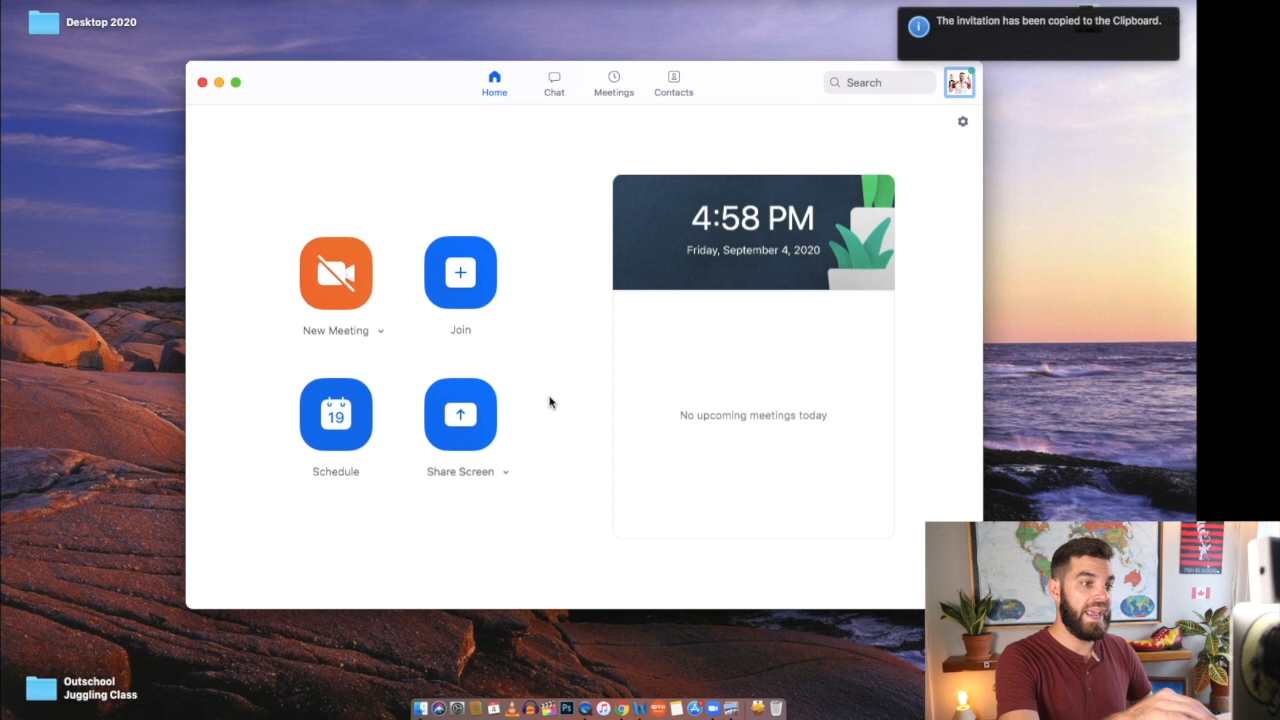 Desktop 2020
The invitation has been copied to the Clipboard.
Home
Chat
Meetings
Contacts
Search
4:58 PM
Friday, September 4, 2020
New Meeting
Join
No upcoming meetings today
19
Schedule
Share Screen
Outschool
Juggling Class
Ps